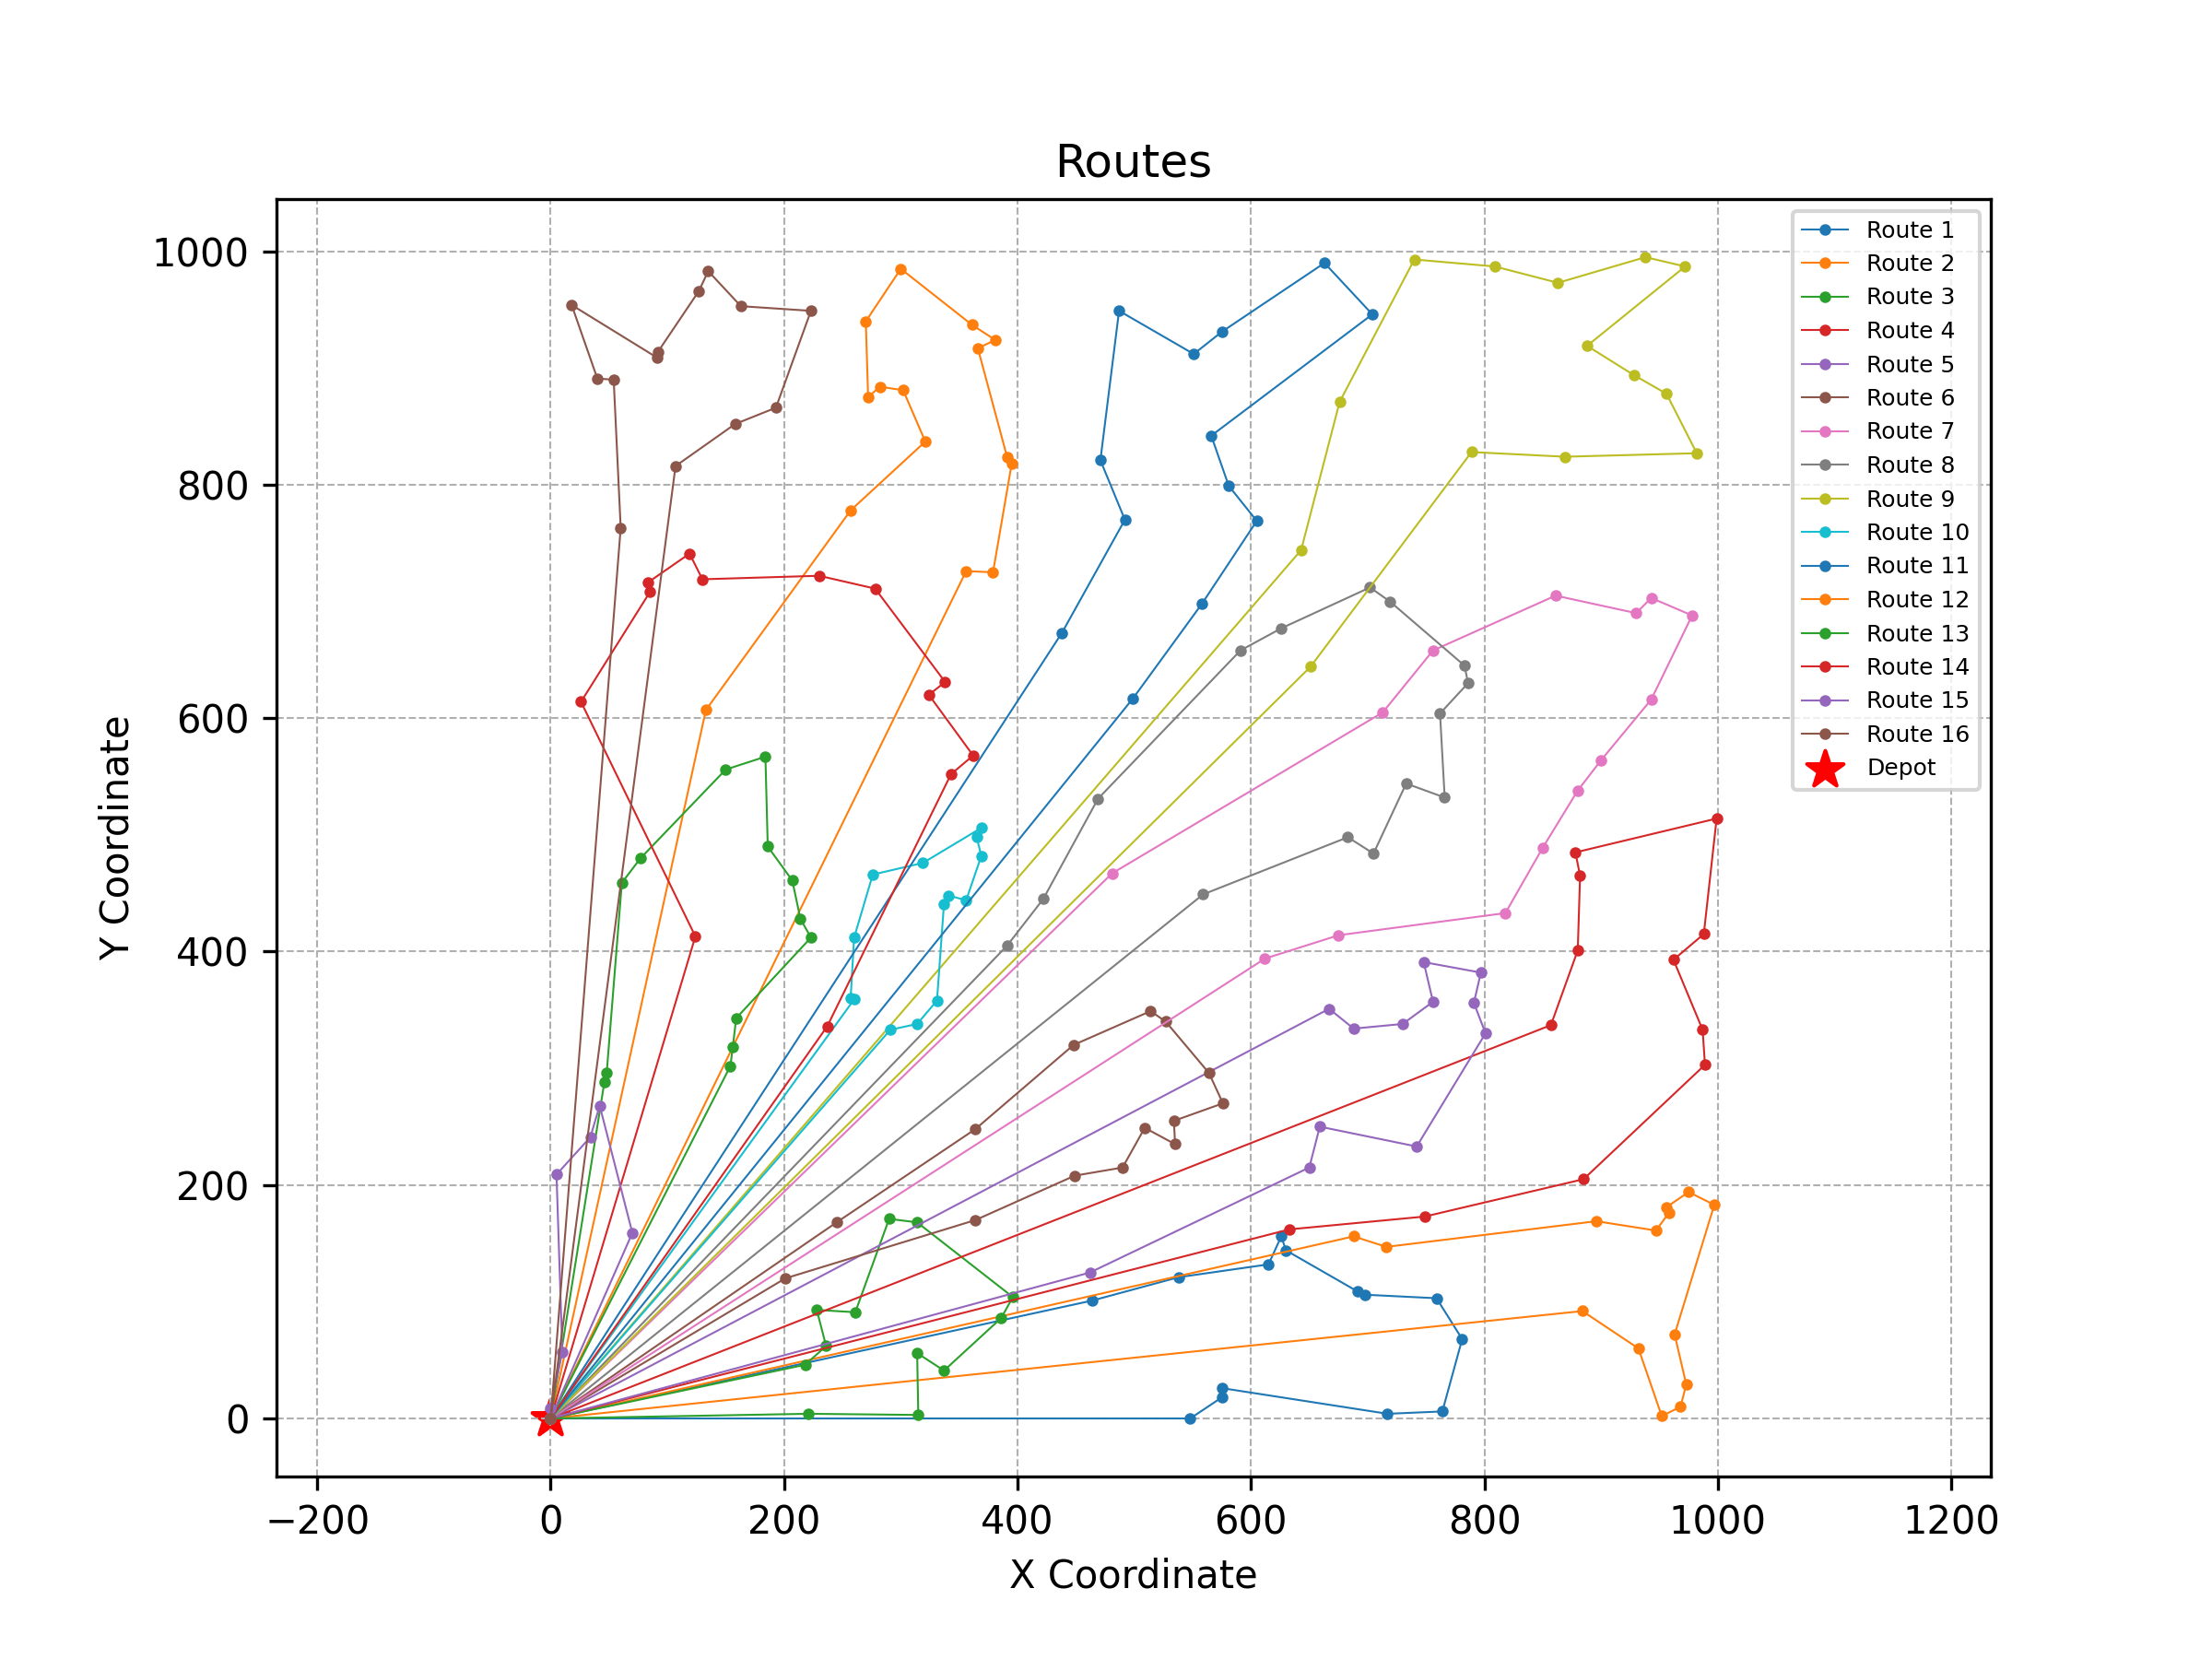 Routes
1000
800
600
400
200
0
Y Coordinate
−200
0
200
400
600
800
1000
1200
X Coordinate
Route 1
Route 2
Route 3
Route 4
Route 5
Route 6
Route 7
Route 8
Route 9
Route 10
Route 11
Route 12
Route 13
Route 14
Route 15
Route 16
Depot